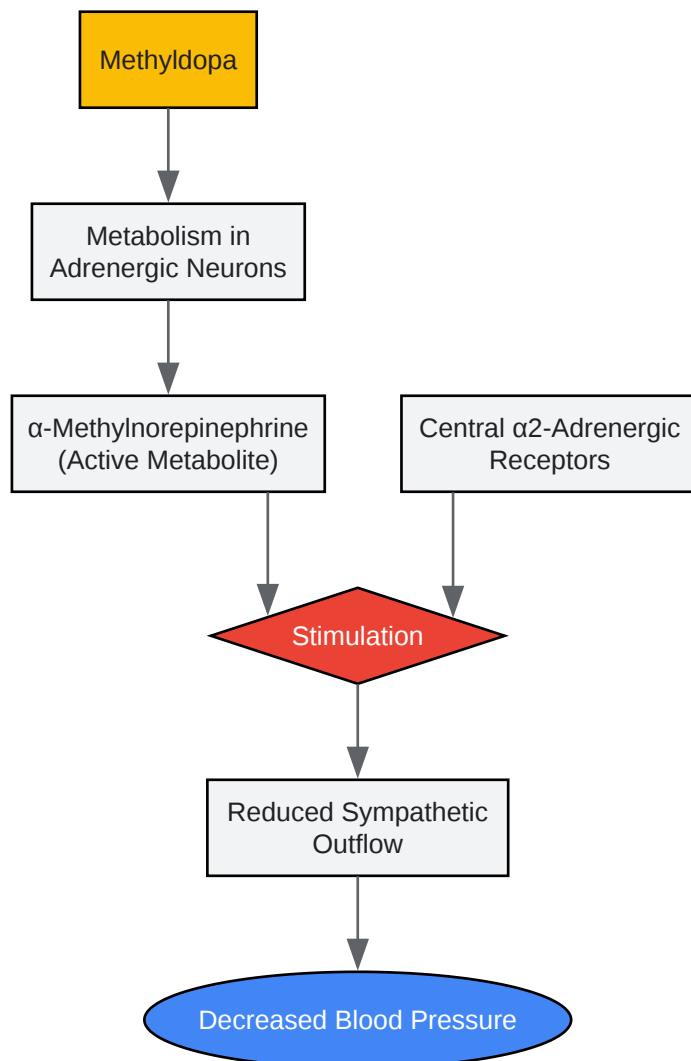 Methyldopa
Metabolism in
Adrenergic Neurons
α-Methylnorepinephrine
(Active Metabolite)
Central α2-Adrenergic
Receptors
Stimulation
Reduced Sympathetic
Outflow
Decreased Blood Pressure